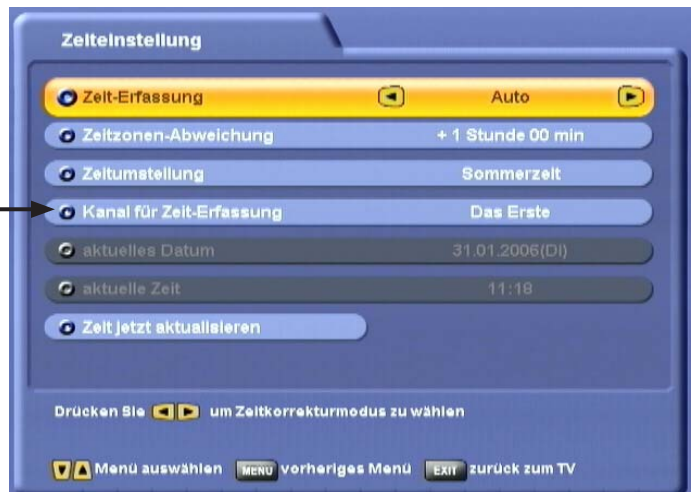 Zeiteinstellung
Zeit-Erfassung Auto
Zeitzonen-Abweichung + 1 Stunde 00 min
Zeitumstellung Sommerzeit
Kanal für Zeit-Erfassung Das Erste
aktuelles Datum 31.01.2006(Di)
aktuelle Zeit 11:18
Zeit jetzt aktualisieren
Drücken Sie um Zeitkorrekturmodus zu wählen
Menü auswählen MENU vorheriges Menü EXIT zurück zum TV